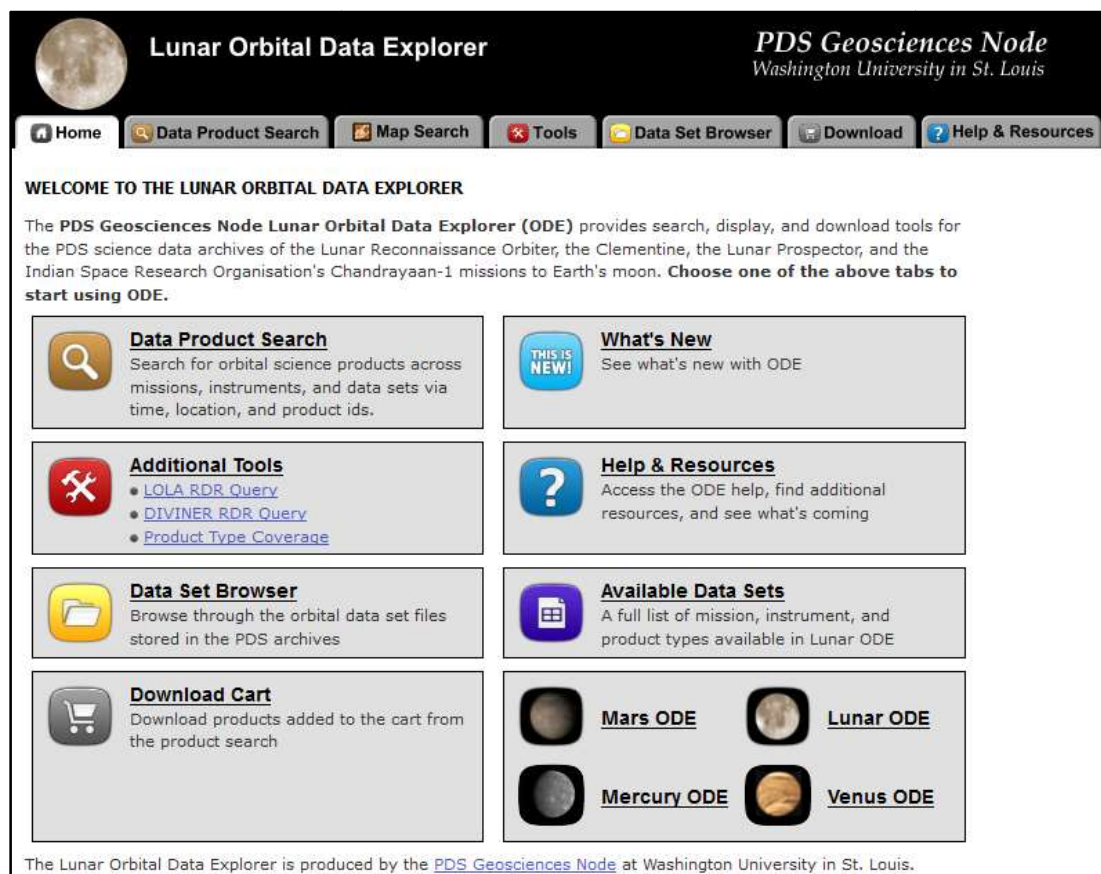 Lunar Orbital Data Explorer
PDS Geosciences Node
Washington University in St. Louis
Home
Data Product Search
Map Search
Tools
Data Set Browser
Download
Help & Resources
WELCOME TO THE LUNAR ORBITAL DATA EXPLORER
The PDS Geosciences Node Lunar Orbital Data Explorer (ODE) provides search, display, and download tools for
the PDS science data archives of the Lunar Reconnaissance Orbiter, the Clementine, the Lunar Prospector, and the
Indian Space Research Organisation's Chandrayaan-1 missions to Earth's moon. Choose one of the above tabs to
start using ODE.
Data Product Search
Search for orbital science products across
missions, instruments, and data sets via
time, location, and product ids.
THIS IS
NEW!
What's New
See what's new with ODE
Additional Tools
• LOLA RDR Query
• DIVINER RDR Query
• Product Type Coverage
?
Help & Resources
Access the ODE help, find additional
resources, and see what's coming
Data Set Browser
Browse through the orbital data set files
stored in the PDS archives
Available Data Sets
A full list of mission, instrument, and
product types available in Lunar ODE
Download Cart
Download products added to the cart from
the product search
Mars ODE
Lunar ODE
Mercury ODE
Venus ODE
The Lunar Orbital Data Explorer is produced by the PDS Geosciences Node at Washington University in St. Louis.